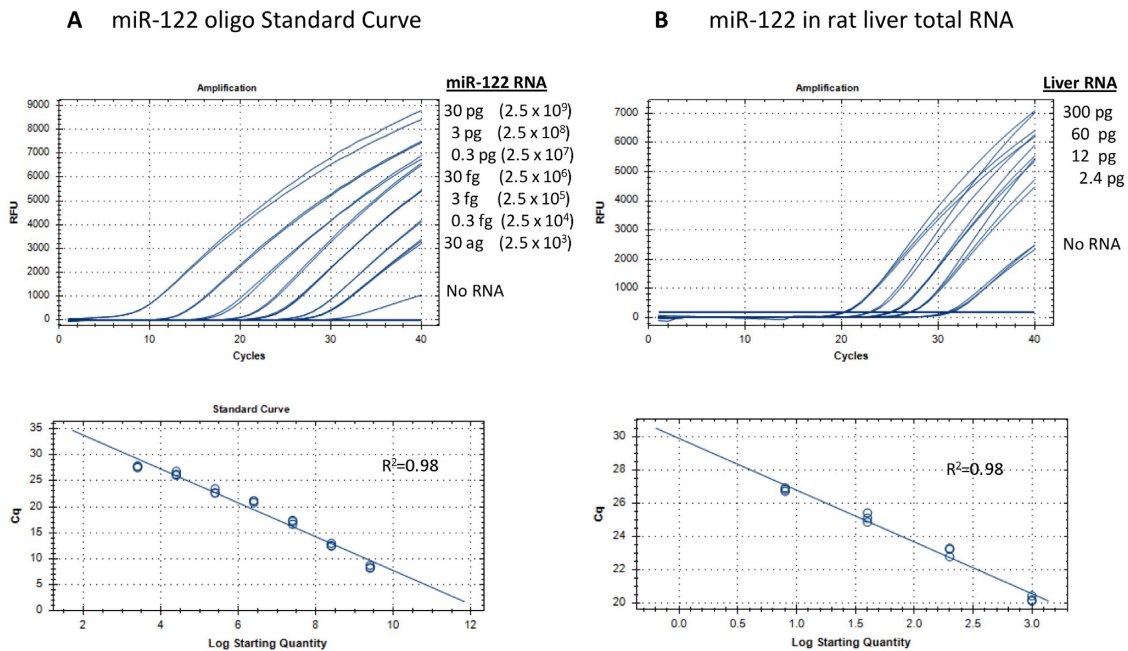 A miR-122 oligo Standard Curve
Amplification
miR-122 RNA
9000
8000
7000
6000
5000
4000
3000
2000
1000
0
RFU
0 10 20 30 40
Cycles
30 pg (2.5 x 10⁹)
3 pg (2.5 x 10⁸)
0.3 pg (2.5 x 10⁷)
30 fg (2.5 x 10⁶)
3 fg (2.5 x 10⁵)
0.3 fg (2.5 x 10⁴)
30 ag (2.5 x 10³)
No RNA
B miR-122 in rat liver total RNA
Amplification
Liver RNA
7000
6000
5000
4000
3000
2000
1000
0
RFU
0 10 20 30 40
Cycles
300 pg
60 pg
12 pg
2.4 pg
No RNA
Standard Curve
35
30
25
20
15
10
5
0
Cq
R²=0.98
2 4 6 8 10 12
Log Starting Quantity
30
28
26
24
22
20
Cq
R²=0.98
0.0 0.5 1.0 1.5 2.0 2.5 3.0
Log Starting Quantity